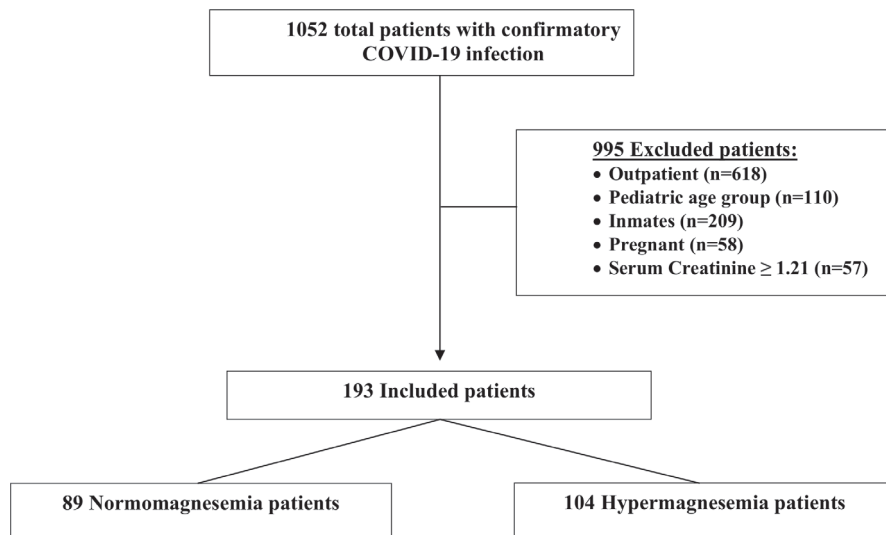 1052 total patients with confirmatory
COVID-19 infection
995 Excluded patients:
• Outpatient (n=618)
• Pediatric age group (n=110)
• Inmates (n=209)
• Pregnant (n=58)
• Serum Creatinine ≥ 1.21 (n=57)
193 Included patients
89 Normomagnesemia patients
104 Hypermagnesemia patients